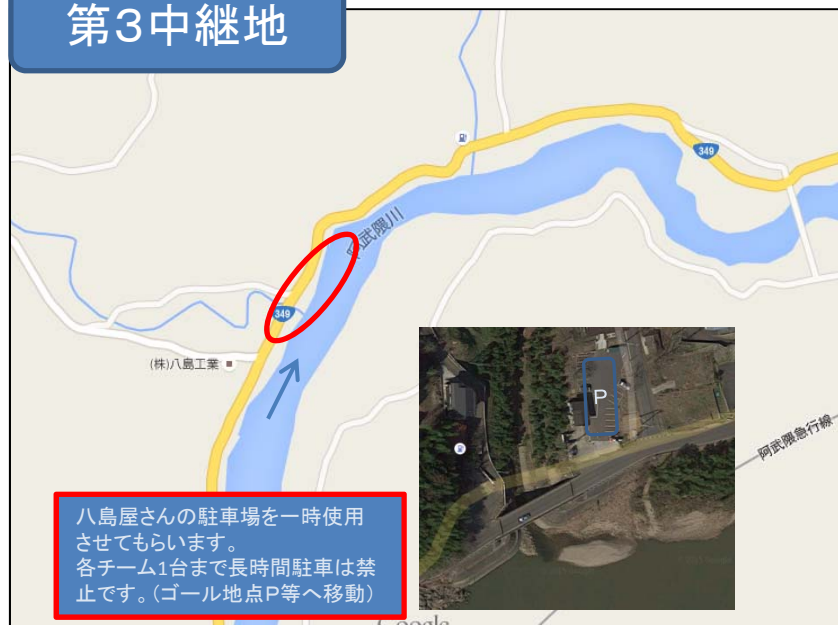 第３中継地
349
阿武隈川
349
(株)八島工業
P
阿武隈急行線
八島屋さんの駐車場を一時使用
させてもらいます。
各チーム1台まで長時間駐車は禁
止です。（ゴール地点P等へ移動）
Google